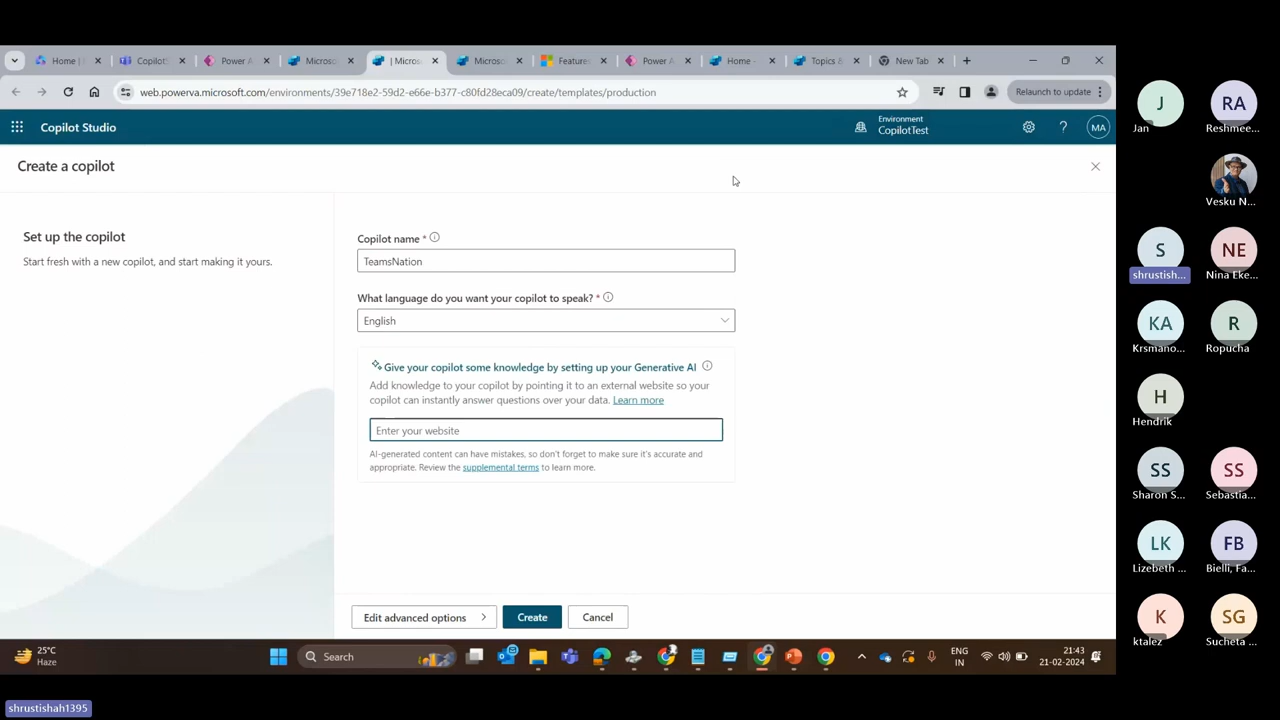 Home |
Copilot:
Power A
Microsc
| Micros
Microsc
Features
Power A
Home -
Topics &
New Tab
web.powerva.microsoft.com/environments/39e718e2-59d2-e66e-b377-c80fd28eca09/create/templates/production
Relaunch to update
Copilot Studio
Environment
CopilotTest
MA
Create a copilot
Set up the copilot
Start fresh with a new copilot, and start making it yours.
Copilot name *
TeamsNation
What language do you want your copilot to speak? *
English
Give your copilot some knowledge by setting up your Generative AI
Add knowledge to your copilot by pointing it to an external website so your
copilot can instantly answer questions over your data. Learn more
Enter your website
AI-generated content can have mistakes, so don't forget to make sure it's accurate and
appropriate. Review the supplemental terms to learn more.
Edit advanced options
Create
Cancel
25°C
Haze
Search
ENG
IN
21:43
21-02-2024
shrustishah1395
J
Jan
RA
Reshmee...
Vesku N...
S
shrustish...
NE
Nina Eke...
KA
Krsmano...
R
Ropucha
H
Hendrik
SS
Sharon S...
SS
Sebastia...
LK
Lizebeth ...
FB
Bielli, Fa...
K
ktalez
SG
Sucheta ...